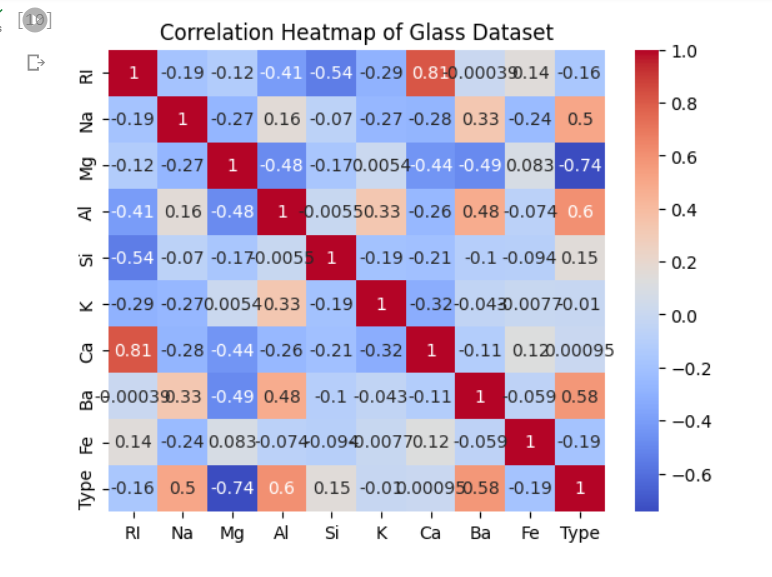 [10]
Correlation Heatmap of Glass Dataset
RI 1 -0.19 -0.12 -0.41 -0.54 -0.29 0.81 -0.00039 0.14 -0.16
Na -0.19 1 -0.27 0.16 -0.07 -0.27 -0.28 0.33 -0.24 0.5
Mg -0.12 -0.27 1 -0.48 -0.17 0.0054 -0.44 -0.49 0.083 -0.74
Al -0.41 0.16 -0.48 1 -0.0055 0.33 -0.26 0.48 -0.074 0.6
Si -0.54 -0.07 -0.17 -0.0055 1 -0.19 -0.21 -0.1 -0.094 0.15
K -0.29 -0.27 0.0054 0.33 -0.19 1 -0.32 -0.043 -0.0077 -0.01
Ca 0.81 -0.28 -0.44 -0.26 -0.21 -0.32 1 -0.11 0.12 0.00095
Ba -0.00039 0.33 -0.49 0.48 -0.1 -0.043 -0.11 1 -0.059 0.58
Fe 0.14 -0.24 0.083 -0.074 -0.094 -0.0077 0.12 -0.059 1 -0.19
Type -0.16 0.5 -0.74 0.6 0.15 -0.01 0.00095 0.58 -0.19 1
RI Na Mg Al Si K Ca Ba Fe Type
1.0
0.8
0.6
0.4
0.2
0.0
−0.2
−0.4
−0.6